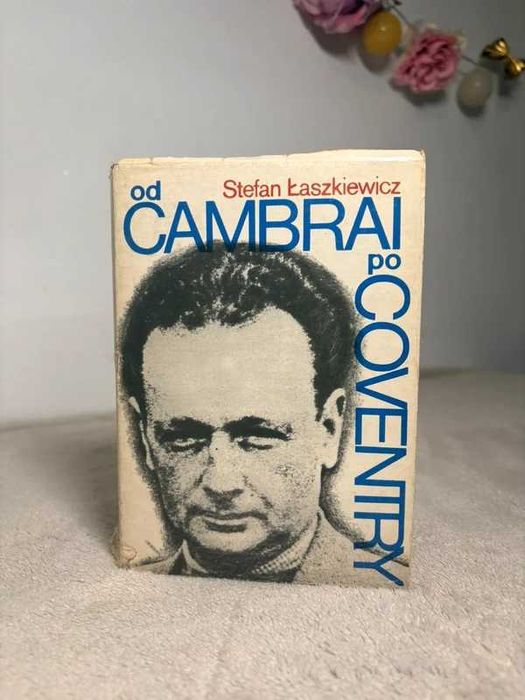 Stefan Łaszkiewicz
od
CAMBRAI
po
COVENTRY